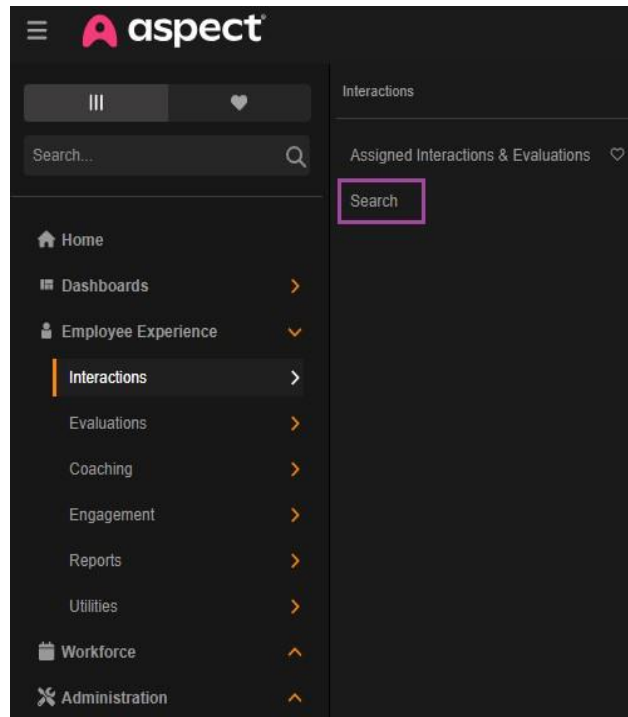 aspect
Interactions
Search...
Assigned Interactions & Evaluations
Search
Home
Dashboards
Employee Experience
Interactions
Evaluations
Coaching
Engagement
Reports
Utilities
Workforce
Administration